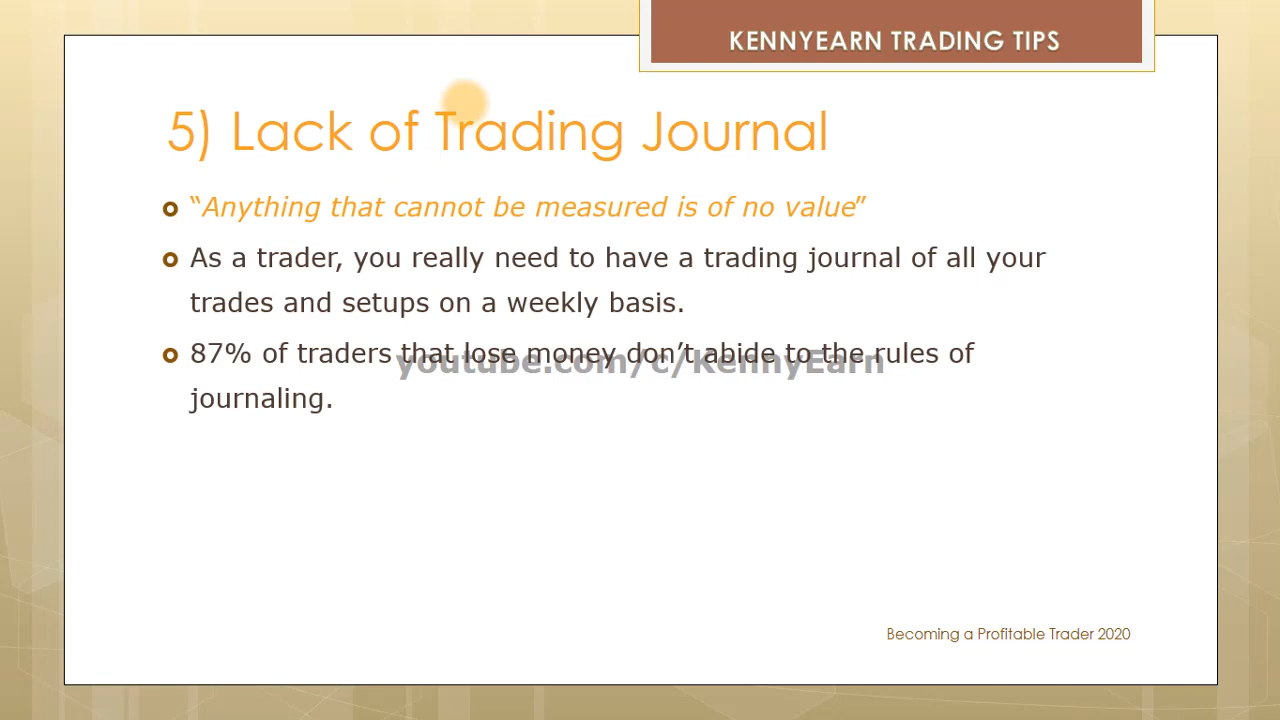 KENNYEARN TRADING TIPS
5) Lack of Trading Journal
“Anything that cannot be measured is of no value”
As a trader, you really need to have a trading journal of all your
trades and setups on a weekly basis.
87% of traders that lose money don’t abide to the rules of
youtube.com/c/KennyEarn
journaling.
Becoming a Profitable Trader 2020